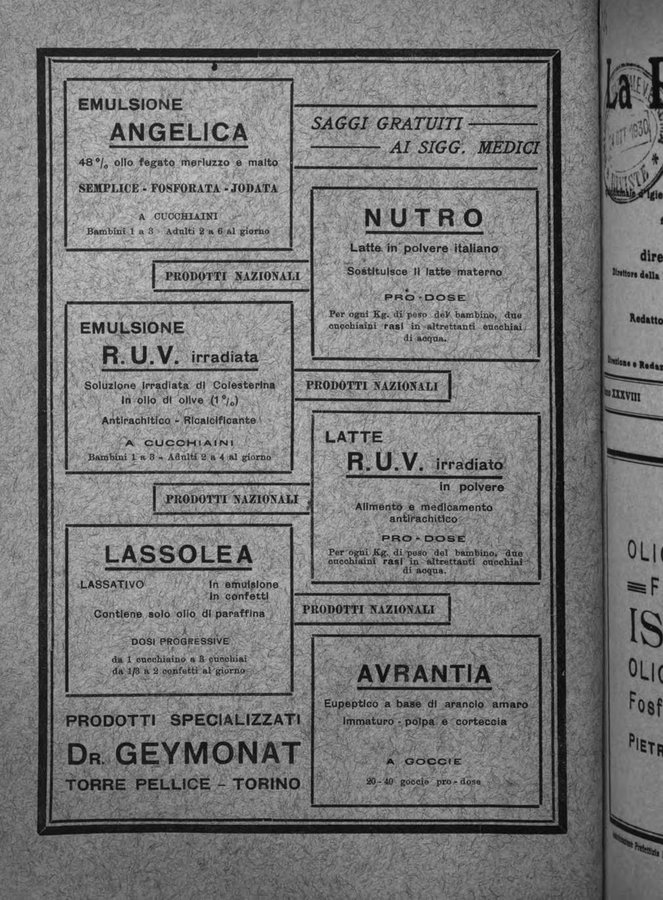 EMULSIONE
ANGELICA
48 % olio fegato merluzzo e malto
SEMPLICE - FOSFORATA - JODATA
A CUCCHIAINI
Bambini 1 a 3 Adulti 2 a 6 al giorno
SAGGI GRATUITI
AI SIGG. MEDICI
NUTRO
Latte in polvere italiano
Sostituisce il latte materno
PRO-DOSE
Per ogni Kg. di peso del bambino, due
cucchiaini rasi in altrettanti cucchiai
di acqua.
PRODOTTI NAZIONALI
EMULSIONE
R.U.V. irradiata
Soluzione irradiata di Colesterina
in olio di olive (1 %)
Antirachitico - Ricalcificante
A CUCCHIAINI
Bambini 1 a 3 - Adulti 2 a 4 al giorno
PRODOTTI NAZIONALI
LATTE
R.U.V. irradiato
in polvere
Alimento e medicamento
antirachitico
PRO-DOSE
Per ogni Kg. di peso del bambino, due
cucchiaini rasi in altrettanti cucchiai
di acqua.
PRODOTTI NAZIONALI
LASSOLEA
LASSATIVO
in emulsione
in confetti
Contiene solo olio di paraffina
DOSI PROGRESSIVE
da 1 cucchiaino a 3 cucchiai
da 1/3 a 2 confetti al giorno
PRODOTTI NAZIONALI
AVRANTIA
Eupeptico a base di arancio amaro
immaturo - polpa e corteccia
A GOCCIE
20-40 goccie pro-dose
PRODOTTI SPECIALIZZATI
DR. GEYMONAT
TORRE PELLICE - TORINO
La
dire
Direttore della
Redatto
Direzione e Redaz
XXXVIII
OLIO
F
IS
OLIO
Fosf
PIETR